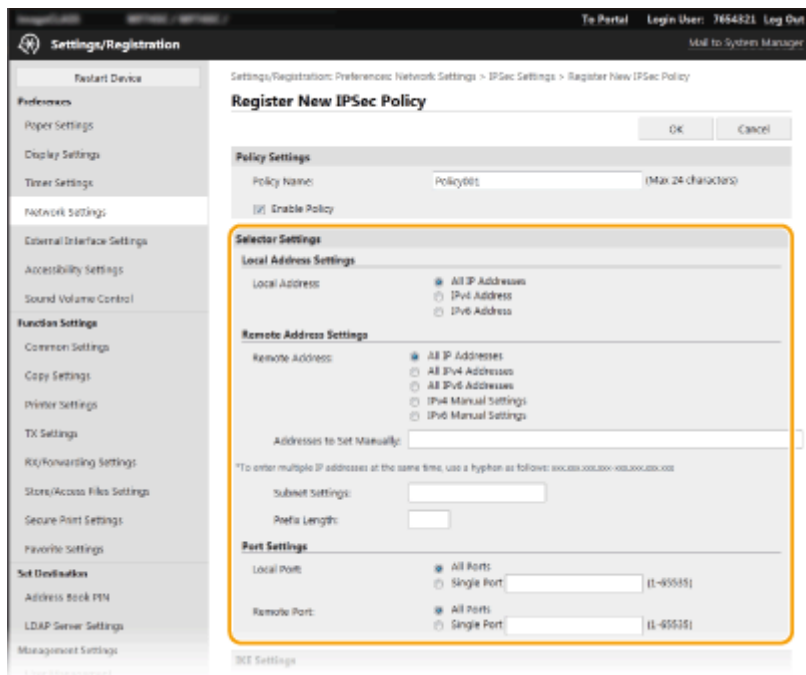 To Portal Login User: 7654321 Log Out
Settings/Registration
Mail to System Manager
Restart Device
Preferences
Paper Settings
Display Settings
Timer Settings
Network Settings
External Interface Settings
Accessibility Settings
Sound Volume Control
Function Settings
Common Settings
Copy Settings
Printer Settings
TX Settings
RX/Forwarding Settings
Store/Access Files Settings
Secure Print Settings
Favorite Settings
Set Destination
Address Book PIN
LDAP Server Settings
Management Settings
Settings/Registration: Preferences: Network Settings > IPSec Settings > Register New IPSec Policy
Register New IPSec Policy
OK Cancel
Policy Settings
Policy Name: Policy001 (Max 24 characters)
Enable Policy
Selector Settings
Local Address Settings
Local Address: All IP Addresses
IPv4 Address
IPv6 Address
Remote Address Settings
Remote Address: All IP Addresses
All IPv4 Addresses
All IPv6 Addresses
IPv4 Manual Settings
IPv6 Manual Settings
Addresses to Set Manually:
*To enter multiple IP addresses at the same time, use a hyphen as follows: xxx.xxx.xxx.xxx-xxx.xxx.xxx.xxx
Subnet Settings:
Prefix Length:
Port Settings
Local Port: All Ports
Single Port (1-65535)
Remote Port: All Ports
Single Port (1-65535)
IKE Settings